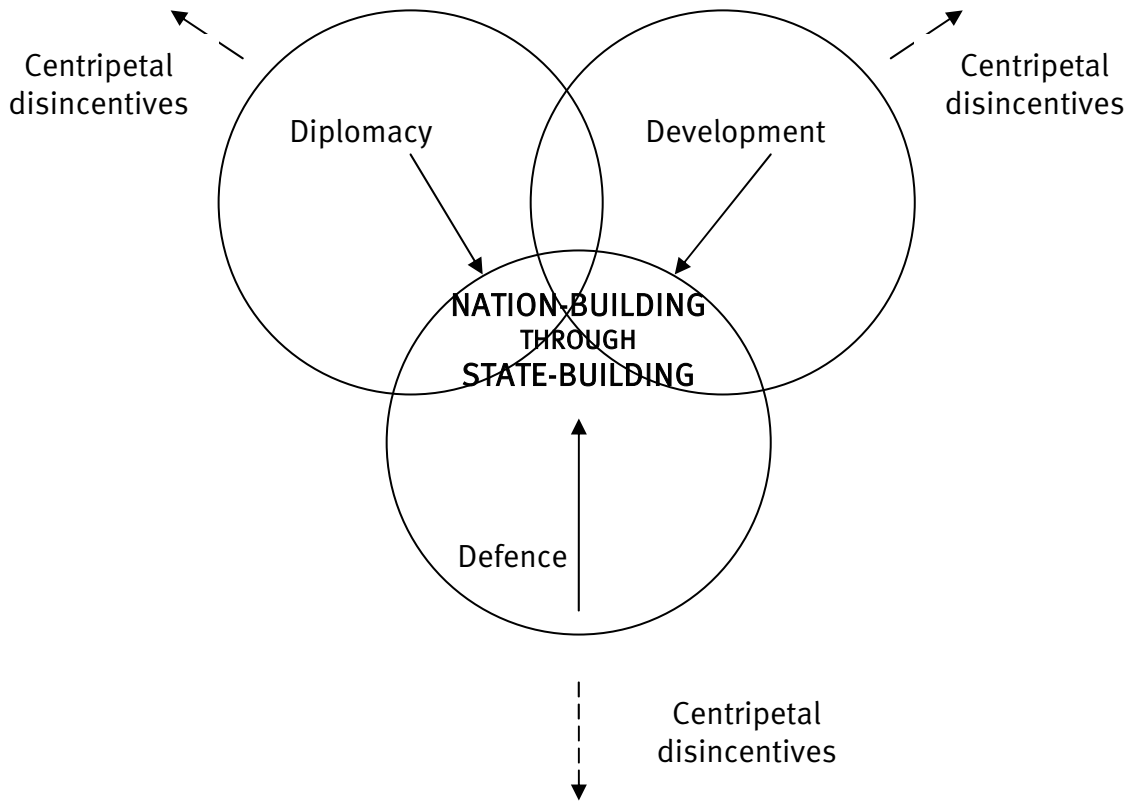 Centripetal
disincentives
Centripetal
disincentives
Diplomacy
Development
NATION-BUILDING
THROUGH
STATE-BUILDING
Defence
Centripetal
disincentives